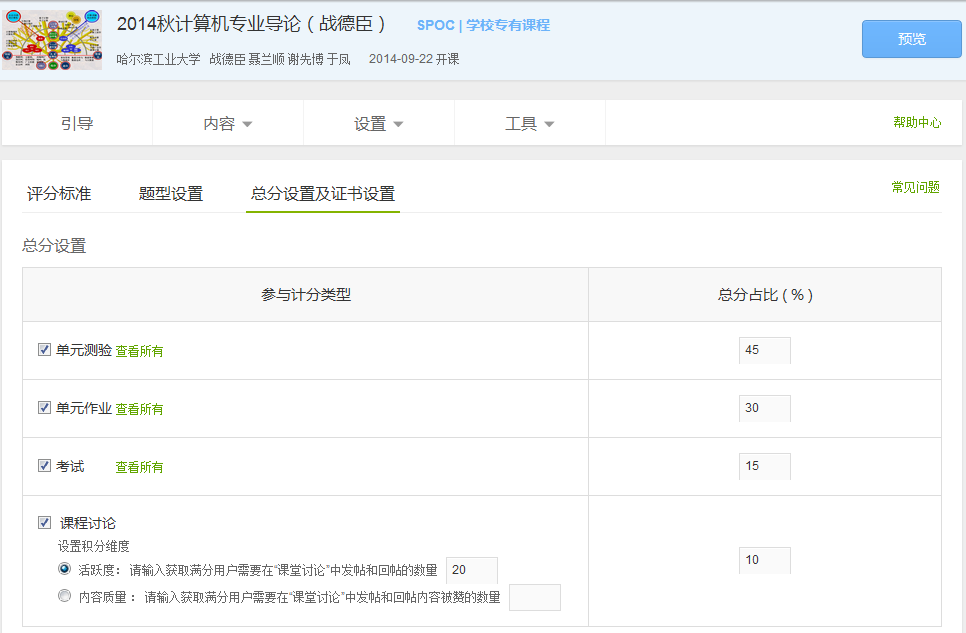 2014秋计算机专业导论（战德臣） SPOC | 学校专有课程
预览
哈尔滨工业大学 战德臣 聂兰顺 谢先博 于凤 2014-09-22 开课
引导 内容 设置 工具 帮助中心
评分标准 题型设置 总分设置及证书设置 常见问题
总分设置
参与计分类型 总分占比 ( % )
单元测验 查看所有 45
单元作业 查看所有 30
考试 查看所有 15
课程讨论
设置积分维度
活跃度： 请输入获取满分用户需要在“课堂讨论”中发帖和回帖的数量 20
10
内容质量： 请输入获取满分用户需要在“课堂讨论”中发帖和回帖内容被赞的数量